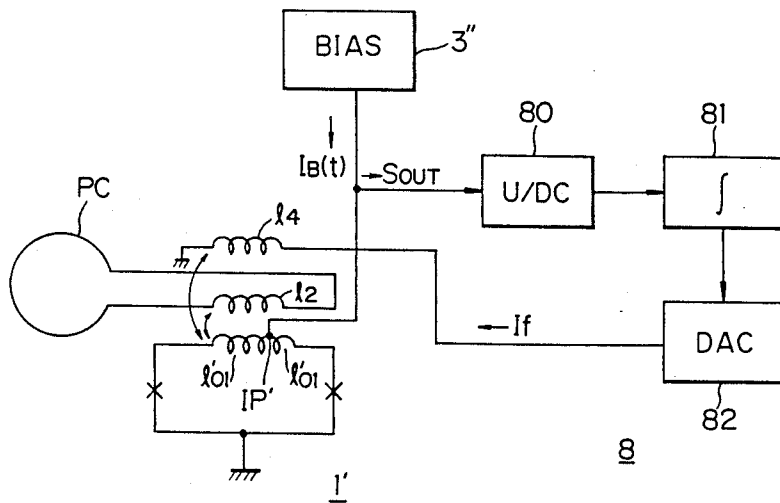 BIAS
3"
80
81
IB(t)
SOUT
U/DC
∫
PC
ℓ4
ℓ2
If
DAC
ℓ'01
ℓ'01
IP'
82
8
1'